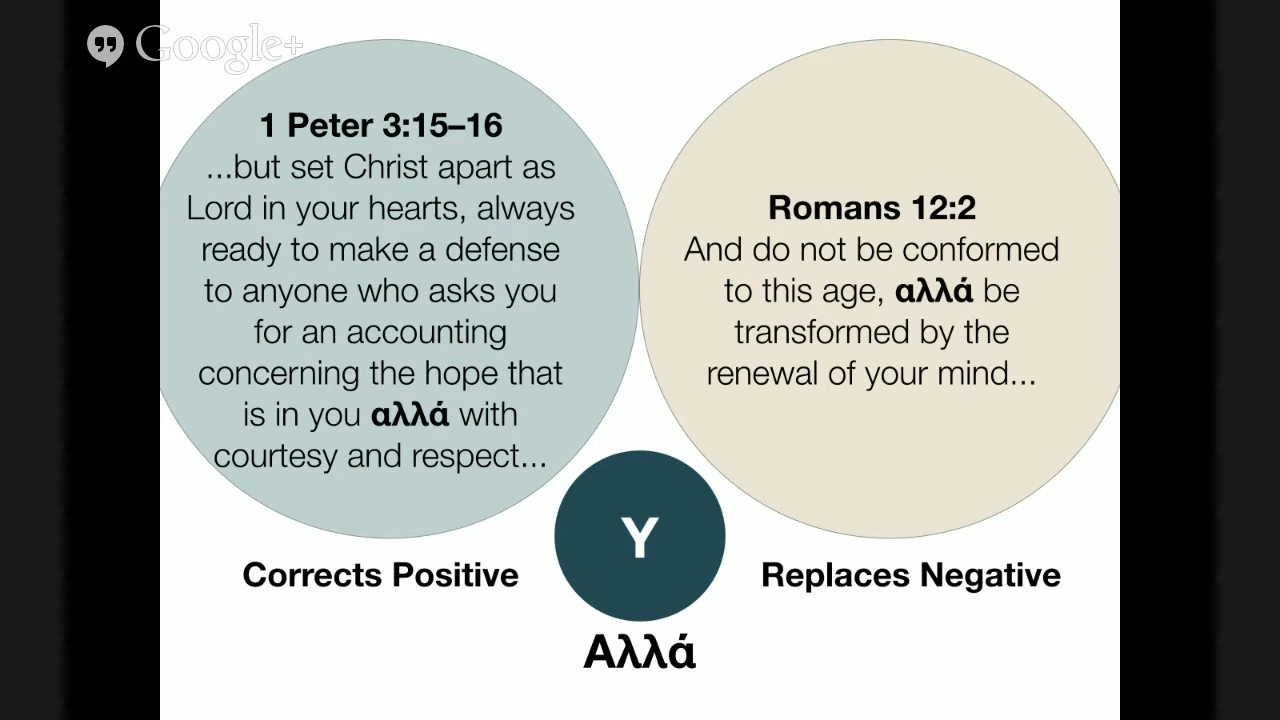 Google+
1 Peter 3:15–16
...but set Christ apart as
Lord in your hearts, always
ready to make a defense
to anyone who asks you
for an accounting
concerning the hope that
is in you αλλά with
courtesy and respect...
Corrects Positive
Romans 12:2
And do not be conformed
to this age, αλλά be
transformed by the
renewal of your mind...
Replaces Negative
Y
Αλλά